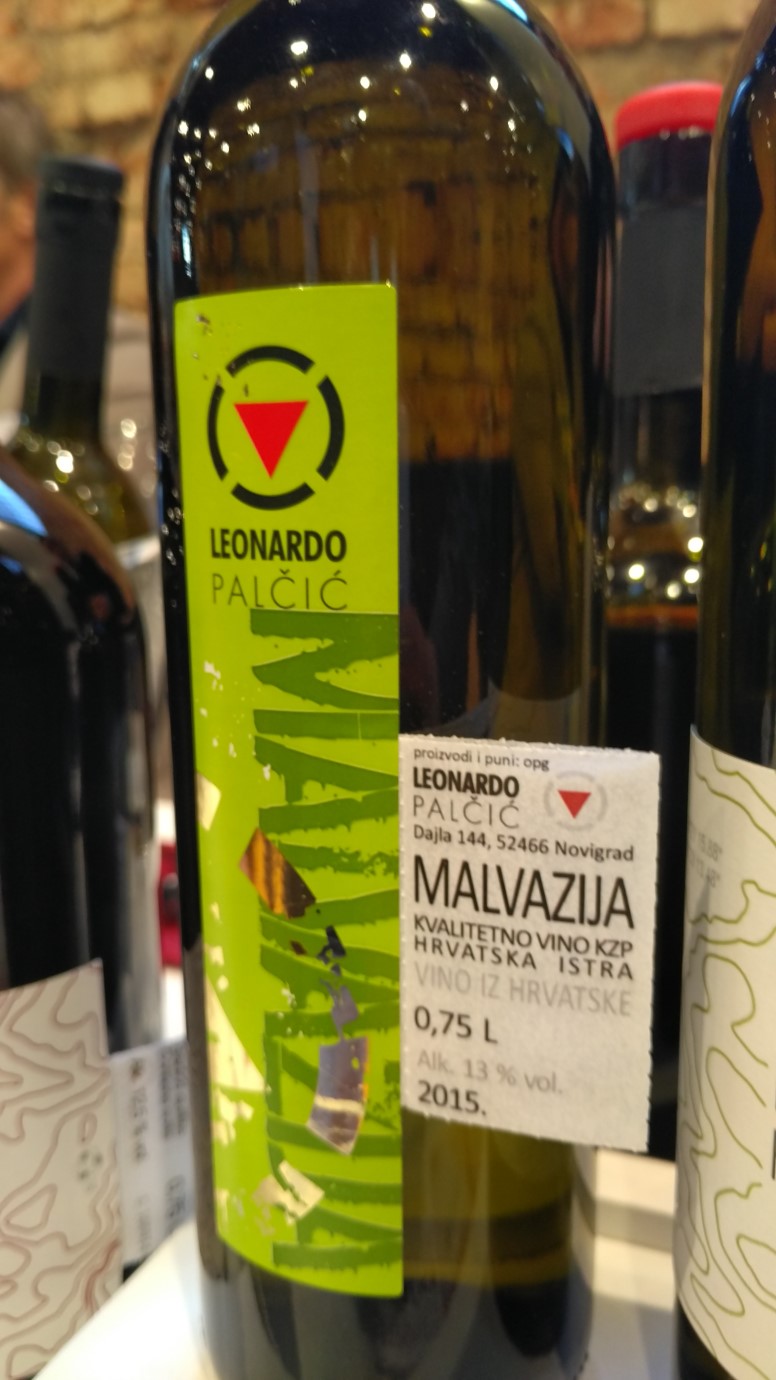 LEONARDO
PALČIĆ
MALVAZIJA
proizvodi i puni: opg
LEONARDO
PALČIĆ
Dajla 144, 52466 Novigrad
MALVAZIJA
KVALITETNO VINO KZP
HRVATSKA ISTRA
VINO IZ HRVATSKE
0,75 L
Alk. 13 % vol.
2015.